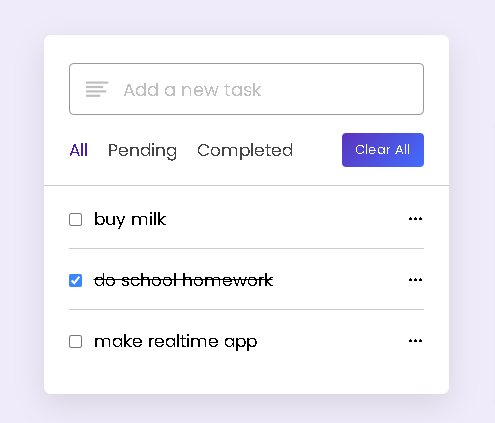 Add a new task
All Pending Completed Clear All
buy milk
do school homework
make realtime app